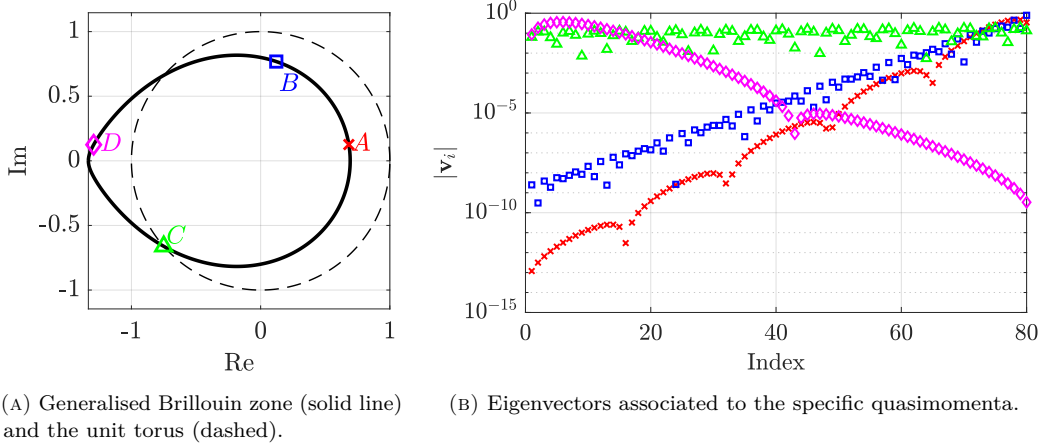 1
0.5
0
-0.5
-1
Im
-1
0
1
Re
A
B
C
D
10^0
10^-5
10^-10
10^-15
|v_i|
0
20
40
60
80
Index
(A) Generalised Brillouin zone (solid line)
and the unit torus (dashed).
(B) Eigenvectors associated to the specific quasimomenta.